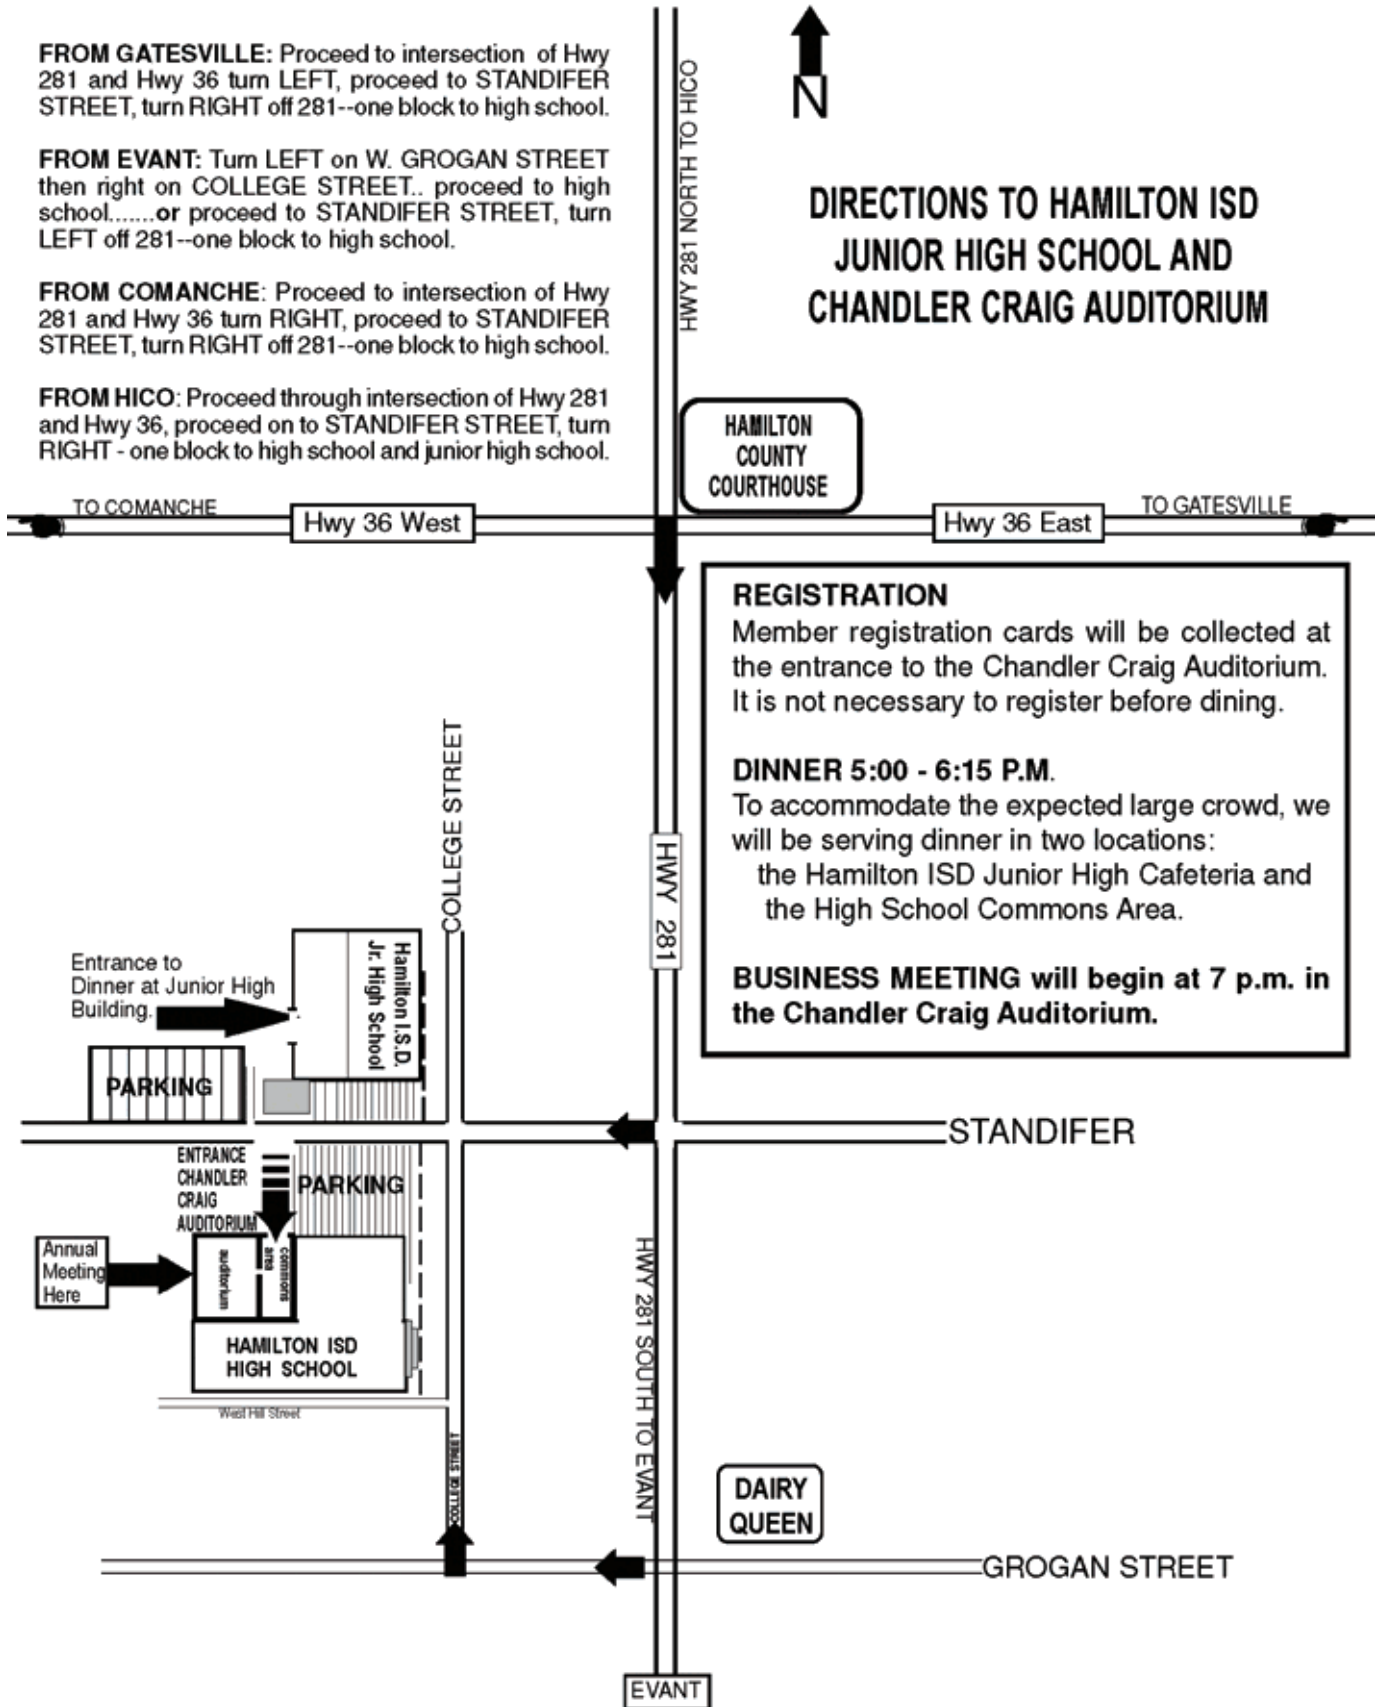 FROM GATESVILLE: Proceed to intersection of Hwy
281 and Hwy 36 turn LEFT, proceed to STANDIFER
STREET, turn RIGHT off 281--one block to high school.
FROM EVANT: Turn LEFT on W. GROGAN STREET
then right on COLLEGE STREET.. proceed to high
school.......or proceed to STANDIFER STREET, turn
LEFT off 281--one block to high school.
FROM COMANCHE: Proceed to intersection of Hwy
281 and Hwy 36 turn RIGHT, proceed to STANDIFER
STREET, turn RIGHT off 281--one block to high school.
FROM HICO: Proceed through intersection of Hwy 281
and Hwy 36, proceed on to STANDIFER STREET, turn
RIGHT - one block to high school and junior high school.
HWY 281 NORTH TO HICO
N
DIRECTIONS TO HAMILTON ISD
JUNIOR HIGH SCHOOL AND
CHANDLER CRAIG AUDITORIUM
HAMILTON
COUNTY
COURTHOUSE
TO COMANCHE
Hwy 36 West
Hwy 36 East
TO GATESVILLE
REGISTRATION
Member registration cards will be collected at
the entrance to the Chandler Craig Auditorium.
It is not necessary to register before dining.
DINNER 5:00 - 6:15 P.M.
To accommodate the expected large crowd, we
will be serving dinner in two locations:
the Hamilton ISD Junior High Cafeteria and
the High School Commons Area.
BUSINESS MEETING will begin at 7 p.m. in
the Chandler Craig Auditorium.
COLLEGE STREET
HWY 281
Entrance to
Dinner at Junior High
Building.
Hamilton I.S.D.
Jr. High School
PARKING
STANDIFER
ENTRANCE
CHANDLER
CRAIG
AUDITORIUM
PARKING
Annual
Meeting
Here
auditorium
commons
area
HAMILTON ISD
HIGH SCHOOL
West Hill Street
COLLEGE STREET
HWY 281 SOUTH TO EVANT
DAIRY
QUEEN
GROGAN STREET
EVANT